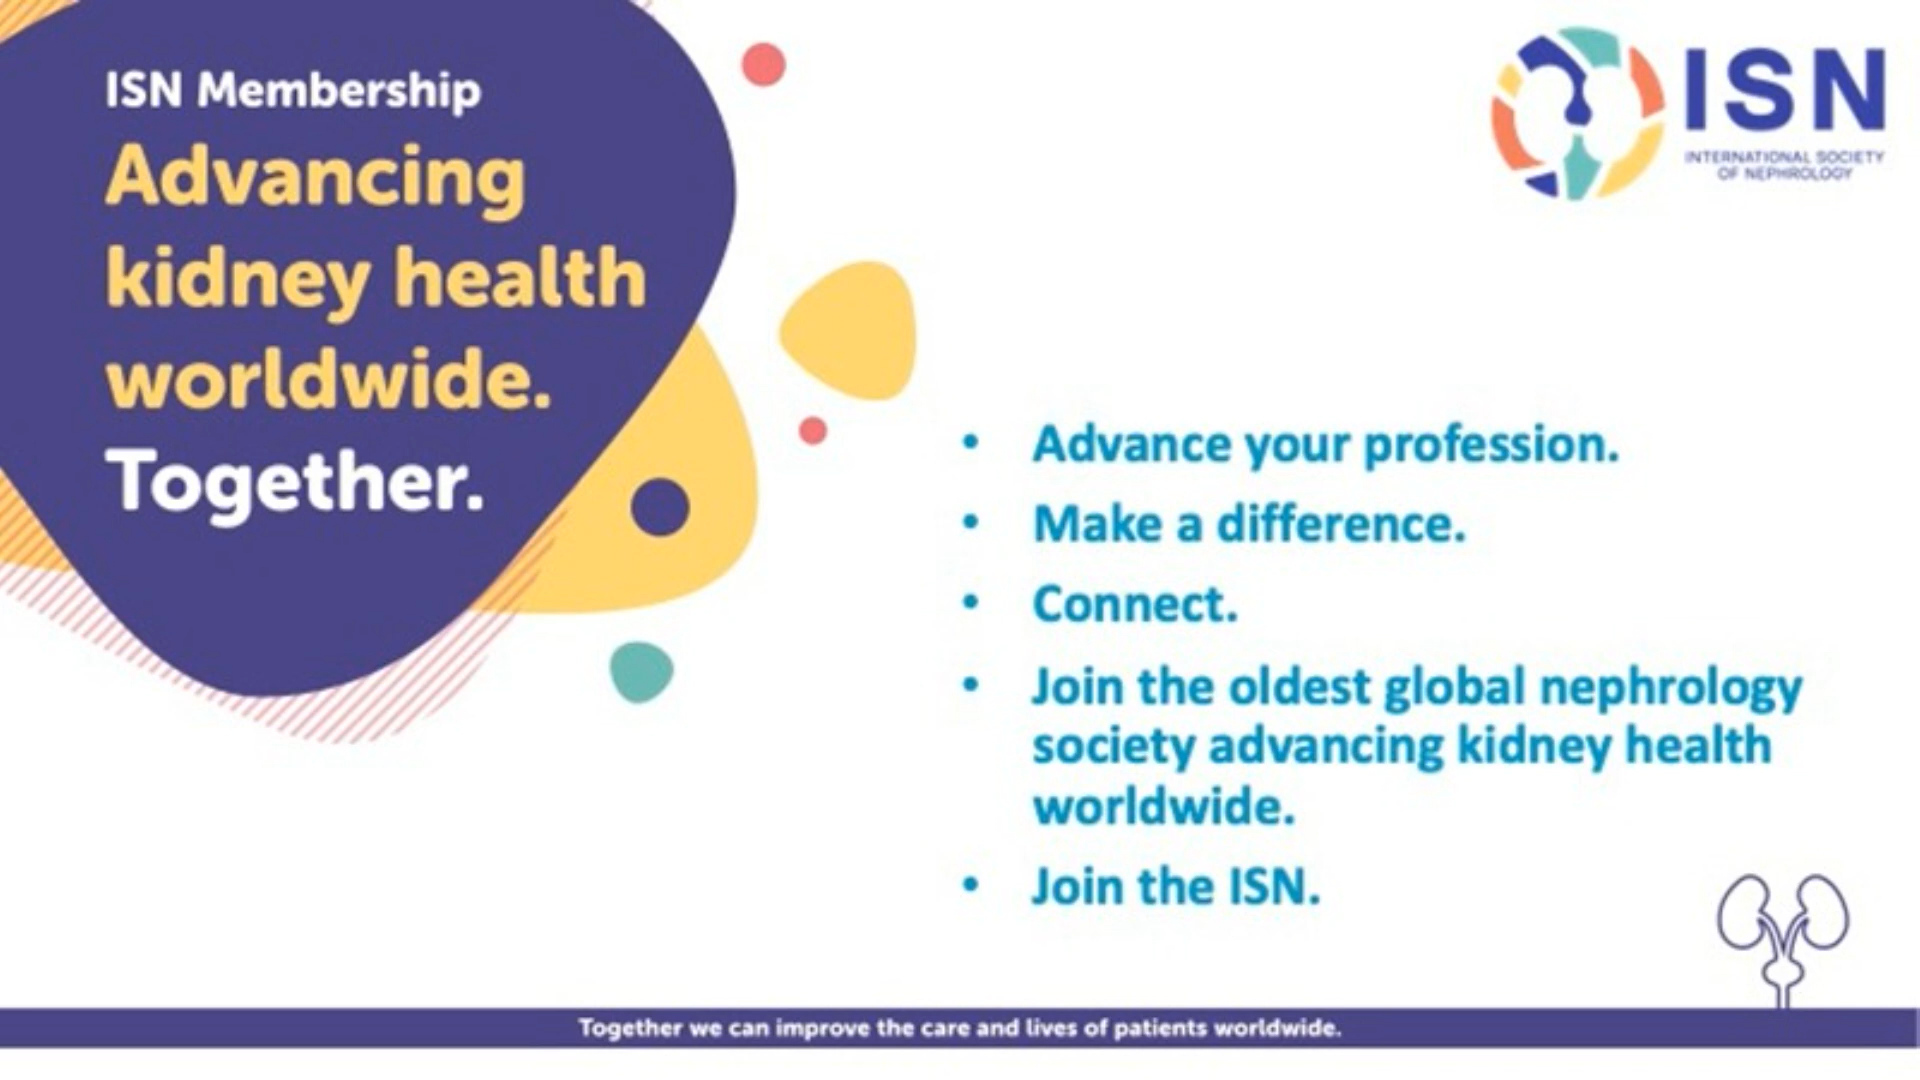 ISN Membership
Advancing
kidney health
worldwide.
Together.
ISN
INTERNATIONAL SOCIETY
OF NEPHROLOGY
• Advance your profession.
• Make a difference.
• Connect.
• Join the oldest global nephrology
society advancing kidney health
worldwide.
• Join the ISN.
Together we can improve the care and lives of patients worldwide.